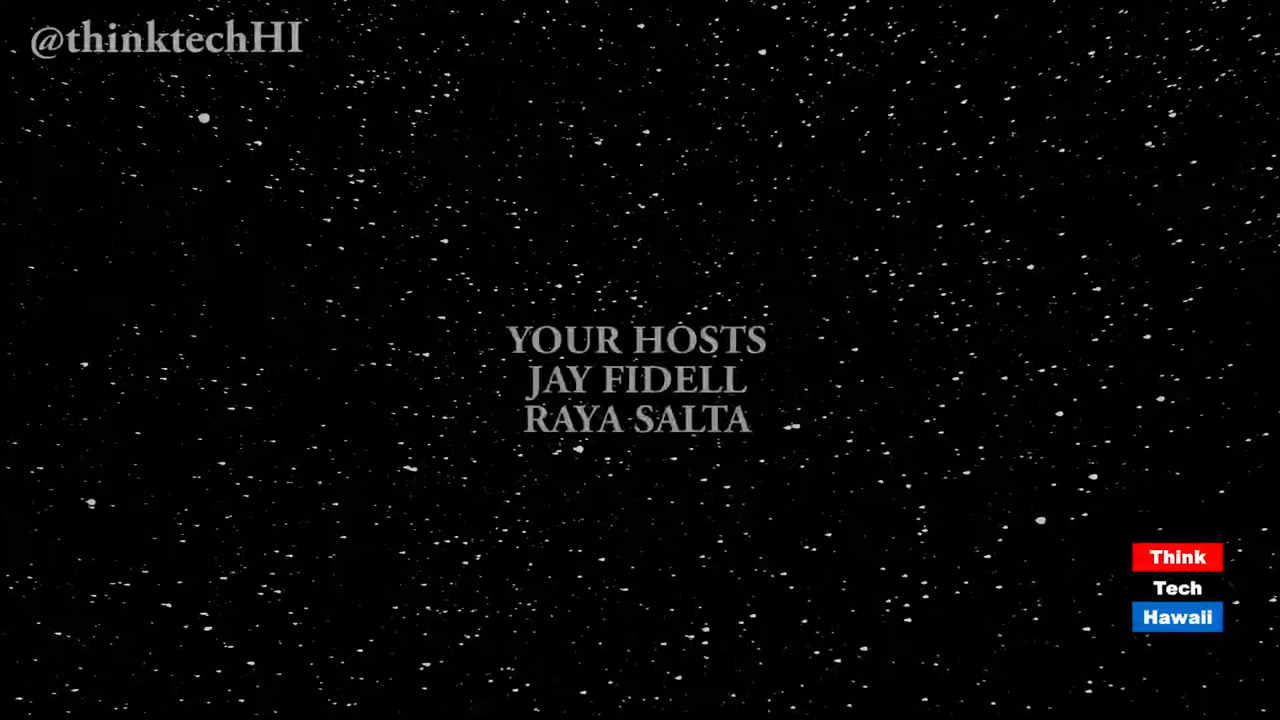 @thinktechHI
YOUR HOSTS
JAY FIDELL
RAYA SALTA
Think
Tech
Hawaii